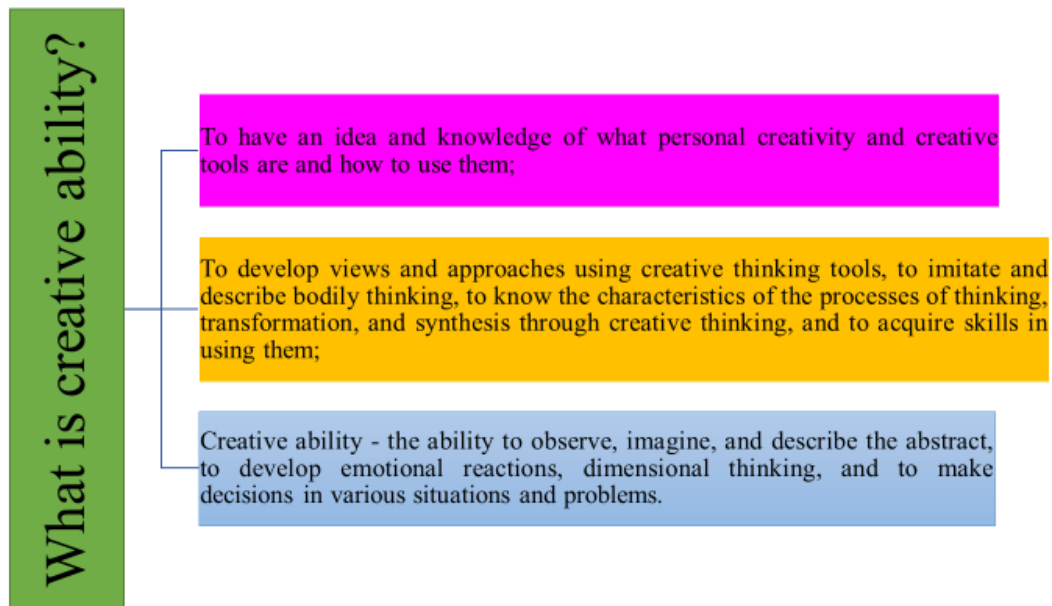 What is creative ability?
To have an idea and knowledge of what personal creativity and creative
tools are and how to use them;
To develop views and approaches using creative thinking tools, to imitate and
describe bodily thinking, to know the characteristics of the processes of thinking,
transformation, and synthesis through creative thinking, and to acquire skills in
using them;
Creative ability - the ability to observe, imagine, and describe the abstract,
to develop emotional reactions, dimensional thinking, and to make
decisions in various situations and problems.